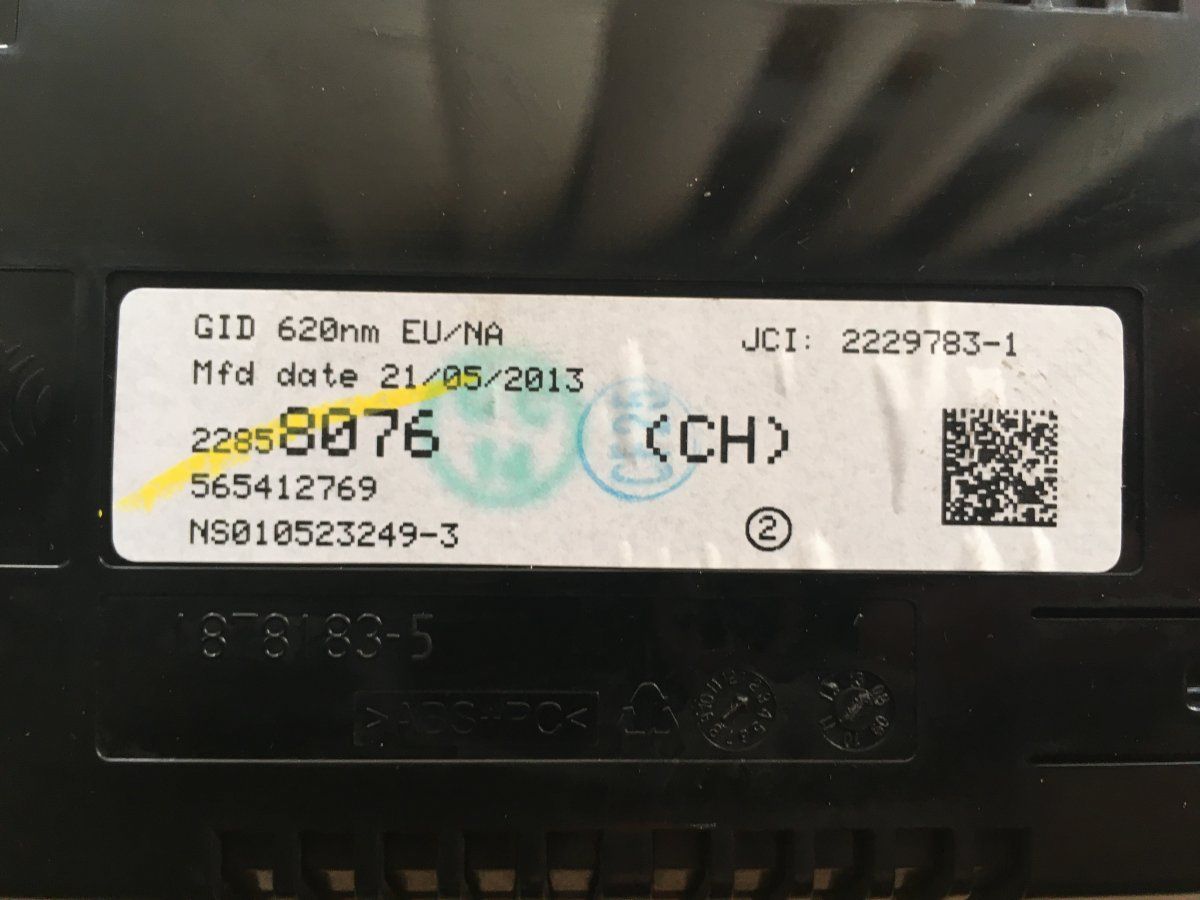 GID 620nm EU/NA
JCI: 2229783-1
Mfd date 21/05/2013
22858076
(CH)
565412769
NS010523249-3
2
1878183-5
>ABS+PC<